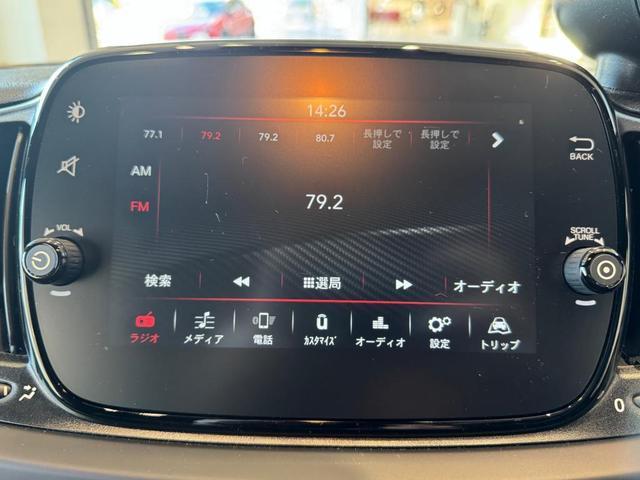 14:26
77.1 79.2 79.2 80.7 長押しで設定 長押しで設定
BACK
AM
FM
79.2
VOL
SCROLL TUNE
検索 選局 オーディオ
ラジオ メディア 電話 ｶｽﾀﾏｲｽﾞ オーディオ 設定 トリップ
0